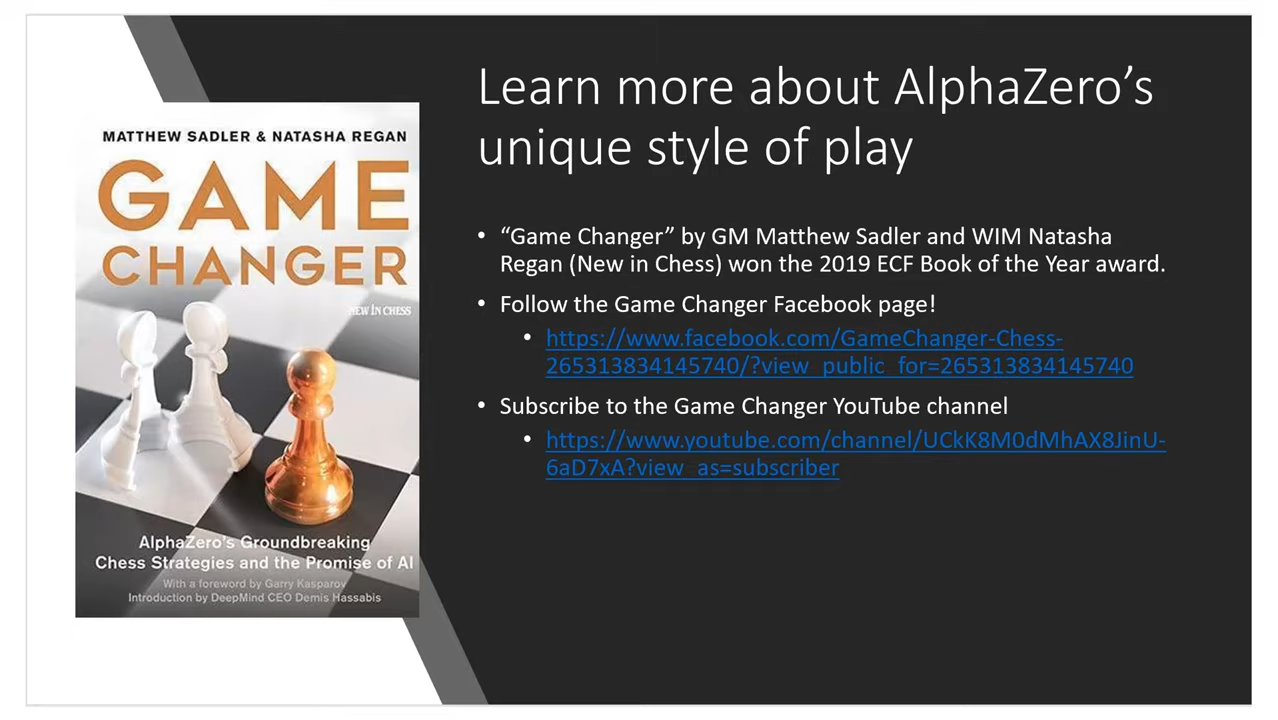 MATTHEW SADLER & NATASHA REGAN
GAME
CHANGER
NEW IN CHESS
AlphaZero's Groundbreaking
Chess Strategies and the Promise of AI
With a foreword by Garry Kasparov
Introduction by DeepMind CEO Demis Hassabis
Learn more about AlphaZero’s
unique style of play
• “Game Changer” by GM Matthew Sadler and WIM Natasha
Regan (New in Chess) won the 2019 ECF Book of the Year award.
• Follow the Game Changer Facebook page!
• https://www.facebook.com/GameChanger-Chess-
265313834145740/?view_public_for=265313834145740
• Subscribe to the Game Changer YouTube channel
• https://www.youtube.com/channel/UCkK8M0dMhAX8JinU-
6aD7xA?view_as=subscriber